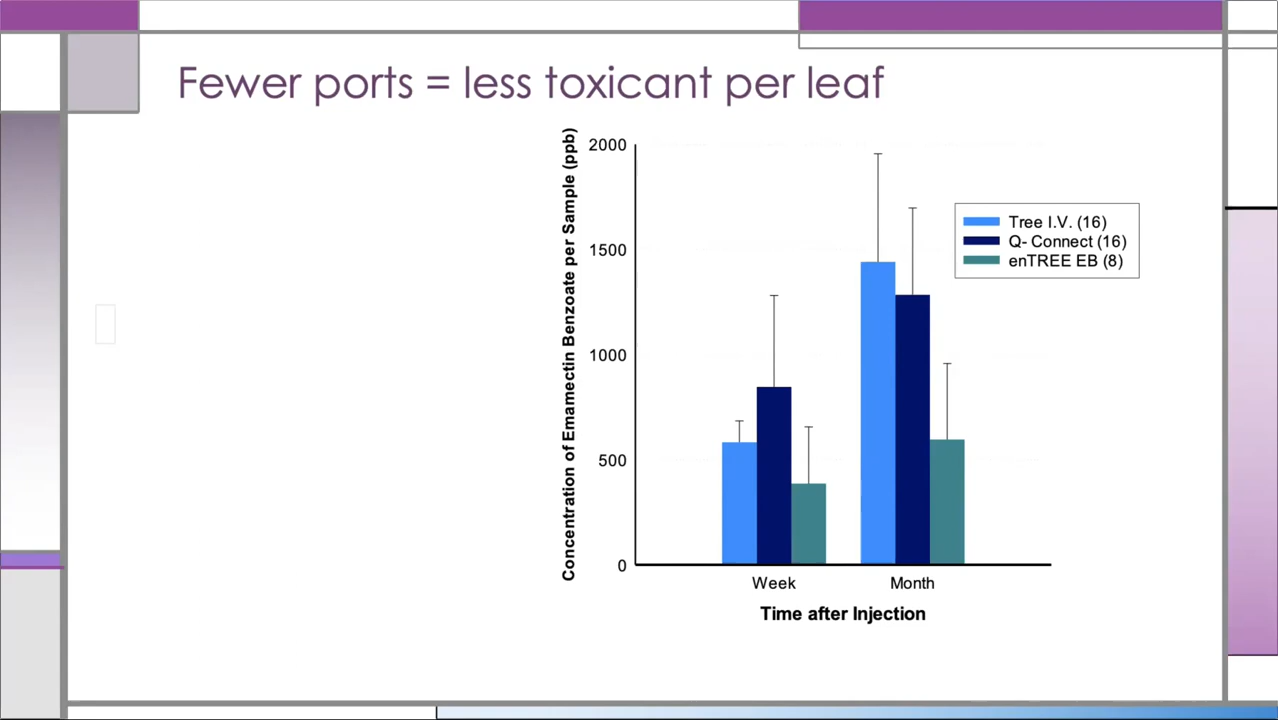 Fewer ports = less toxicant per leaf
Concentration of Emamectin Benzoate per Sample (ppb)
2000
1500
1000
500
0
Tree I.V. (16)
Q- Connect (16)
enTREE EB (8)
Week Month
Time after Injection